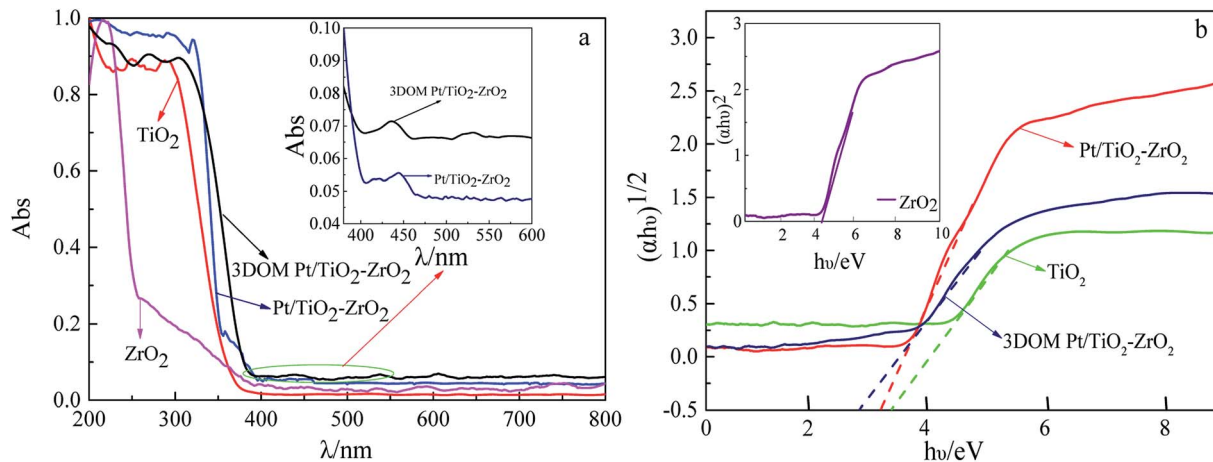 a
Abs
1.0
0.8
0.6
0.4
0.2
0.0
200 300 400 500 600 700 800
λ/nm
TiO2
3DOM Pt/TiO2-ZrO2
Pt/TiO2-ZrO2
ZrO2
Abs
0.10
0.09
0.08
0.07
0.06
0.05
0.04
400 450 500 550 600
λ/nm
3DOM Pt/TiO2-ZrO2
Pt/TiO2-ZrO2
b
(αhυ)1/2
3.0
2.5
2.0
1.5
1.0
0.5
0.0
-0.5
0 2 4 6 8
hυ/eV
Pt/TiO2-ZrO2
TiO2
3DOM Pt/TiO2-ZrO2
(αhυ)2
3
2
1
0
2 4 6 8 10
hυ/eV
ZrO2